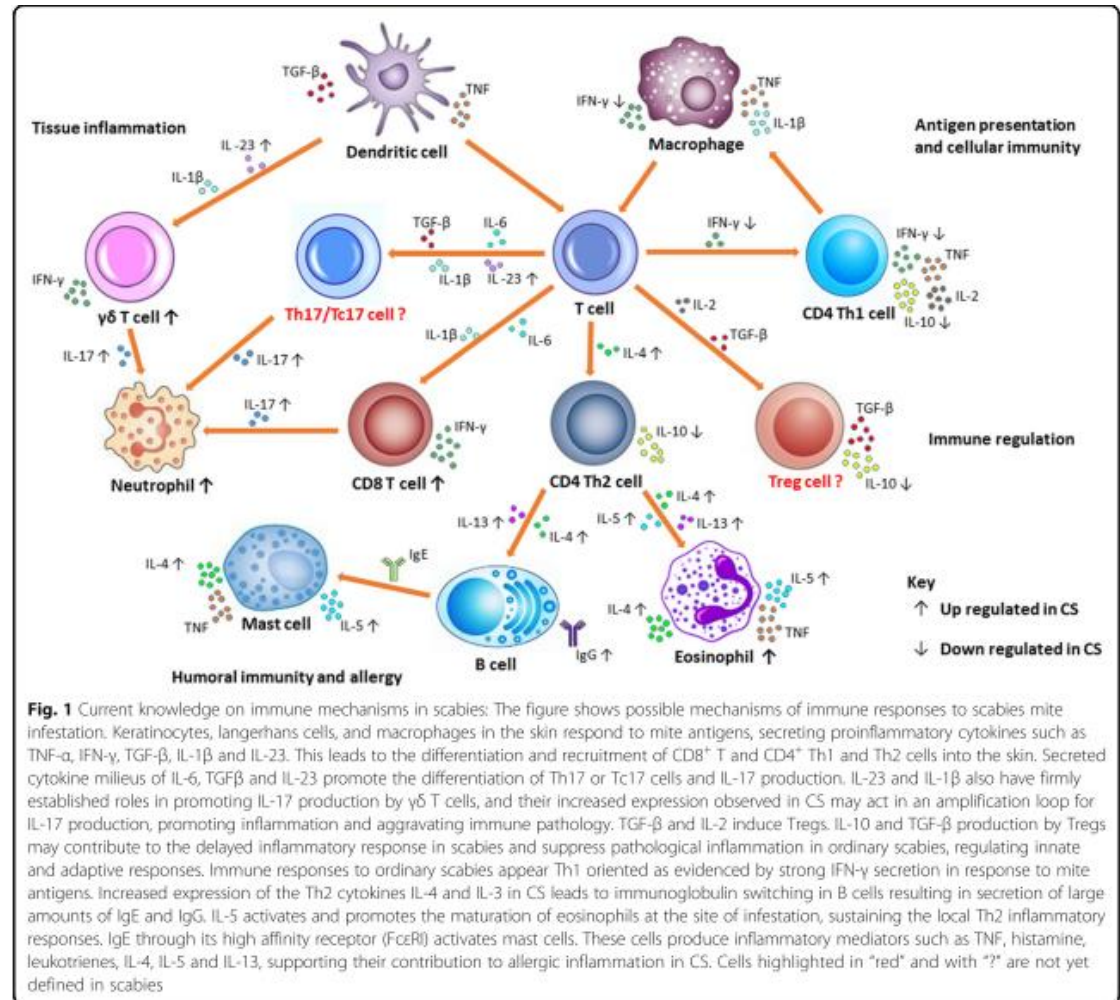 TGF-β
TNF
Dendritic cell
IFN-γ ↓
TNF
IL-1β
Macrophage
Tissue inflammation
Antigen presentation
and cellular immunity
IL-23 ↑
IL-1β
TGF-β
IL-6
IL-1β
IL-23 ↑
IFN-γ ↓
IFN-γ ↓
TNF
IL-2
IL-10 ↓
IFN-γ
γδ T cell ↑
Th17/Tc17 cell ?
T cell
CD4 Th1 cell
IL-17 ↑
IL-17 ↑
IL-1β
IL-6
IL-4 ↑
IL-2
TGF-β
IL-17 ↑
IFN-γ
IL-10 ↓
TGF-β
IL-10 ↓
Immune regulation
Neutrophil ↑
CD8 T cell ↑
CD4 Th2 cell
Treg cell ?
IL-13 ↑
IL-4 ↑
IL-4 ↑
IL-5 ↑
IL-13 ↑
IL-4 ↑
TNF
IL-5 ↑
Mast cell
IgE
IgG ↑
B cell
IL-4 ↑
IL-5 ↑
TNF
Eosinophil ↑
Humoral immunity and allergy
Key
↑ Up regulated in CS
↓ Down regulated in CS
Fig. 1 Current knowledge on immune mechanisms in scabies: The figure shows possible mechanisms of immune responses to scabies mite
infestation. Keratinocytes, langerhans cells, and macrophages in the skin respond to mite antigens, secreting proinflammatory cytokines such as
TNF-α, IFN-γ, TGF-β, IL-1β and IL-23. This leads to the differentiation and recruitment of CD8⁺ T and CD4⁺ Th1 and Th2 cells into the skin. Secreted
cytokine milieus of IL-6, TGFβ and IL-23 promote the differentiation of Th17 or Tc17 cells and IL-17 production. IL-23 and IL-1β also have firmly
established roles in promoting IL-17 production by γδ T cells, and their increased expression observed in CS may act in an amplification loop for
IL-17 production, promoting inflammation and aggravating immune pathology. TGF-β and IL-2 induce Tregs. IL-10 and TGF-β production by Tregs
may contribute to the delayed inflammatory response in scabies and suppress pathological inflammation in ordinary scabies, regulating innate
and adaptive responses. Immune responses to ordinary scabies appear Th1 oriented as evidenced by strong IFN-γ secretion in response to mite
antigens. Increased expression of the Th2 cytokines IL-4 and IL-3 in CS leads to immunoglobulin switching in B cells resulting in secretion of large
amounts of IgE and IgG. IL-5 activates and promotes the maturation of eosinophils at the site of infestation, sustaining the local Th2 inflammatory
responses. IgE through its high affinity receptor (FcεRI) activates mast cells. These cells produce inflammatory mediators such as TNF, histamine,
leukotrienes, IL-4, IL-5 and IL-13, supporting their contribution to allergic inflammation in CS. Cells highlighted in "red" and with "?" are not yet
defined in scabies